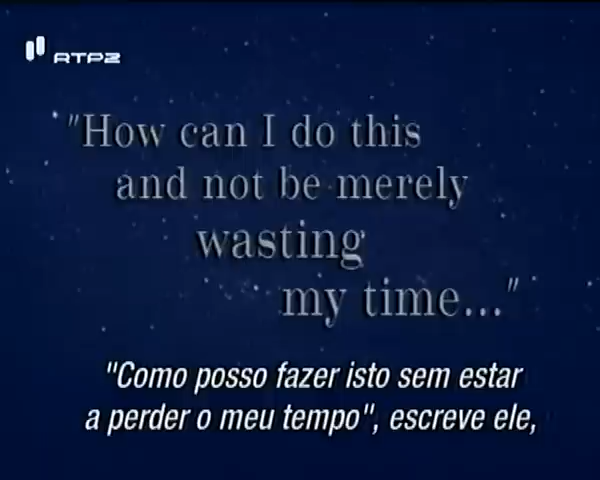 RTP2
"How can I do this
and not be merely
wasting
my time..."
"Como posso fazer isto sem estar
a perder o meu tempo", escreve ele,